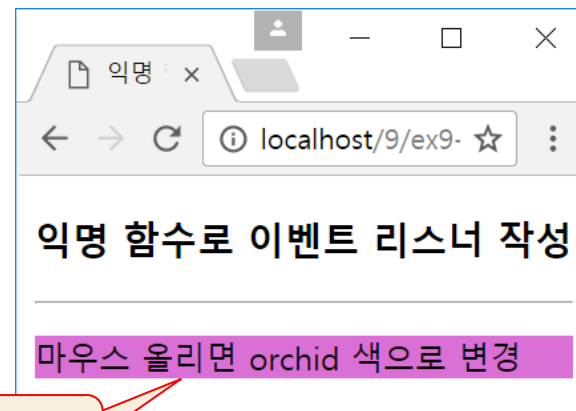 익명
localhost/9/ex9-
익명 함수로 이벤트 리스너 작성
마우스 올리면 orchid 색으로 변경